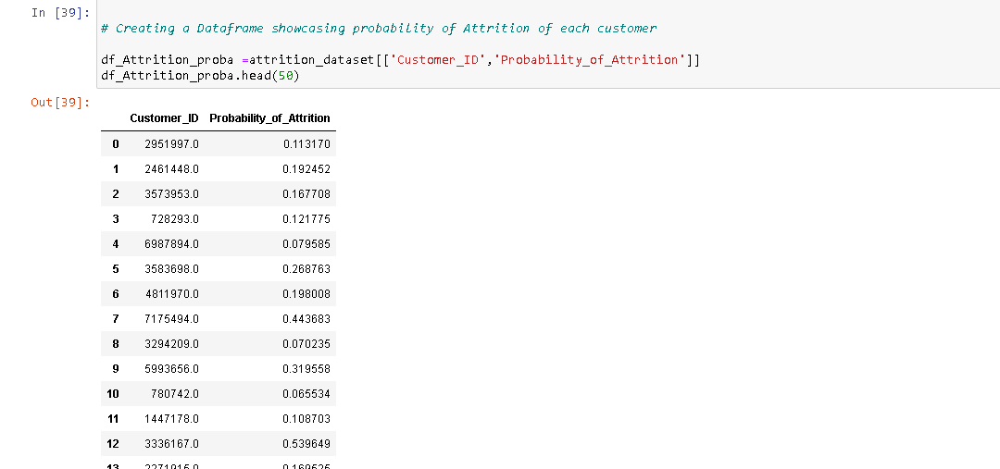 In [39]:
# Creating a Dataframe showcasing probability of Attrition of each customer
df_Attrition_proba =attrition_dataset[['Customer_ID','Probability_of_Attrition']]
df_Attrition_proba.head(50)
Out[39]:
Customer_ID Probability_of_Attrition
0 2951997.0 0.113170
1 2461448.0 0.192452
2 3573953.0 0.167708
3 728293.0 0.121775
4 6987894.0 0.079585
5 3583698.0 0.268763
6 4811970.0 0.198008
7 7175494.0 0.443683
8 3294209.0 0.070235
9 5993656.0 0.319558
10 780742.0 0.065534
11 1447178.0 0.108703
12 3336167.0 0.539649
13